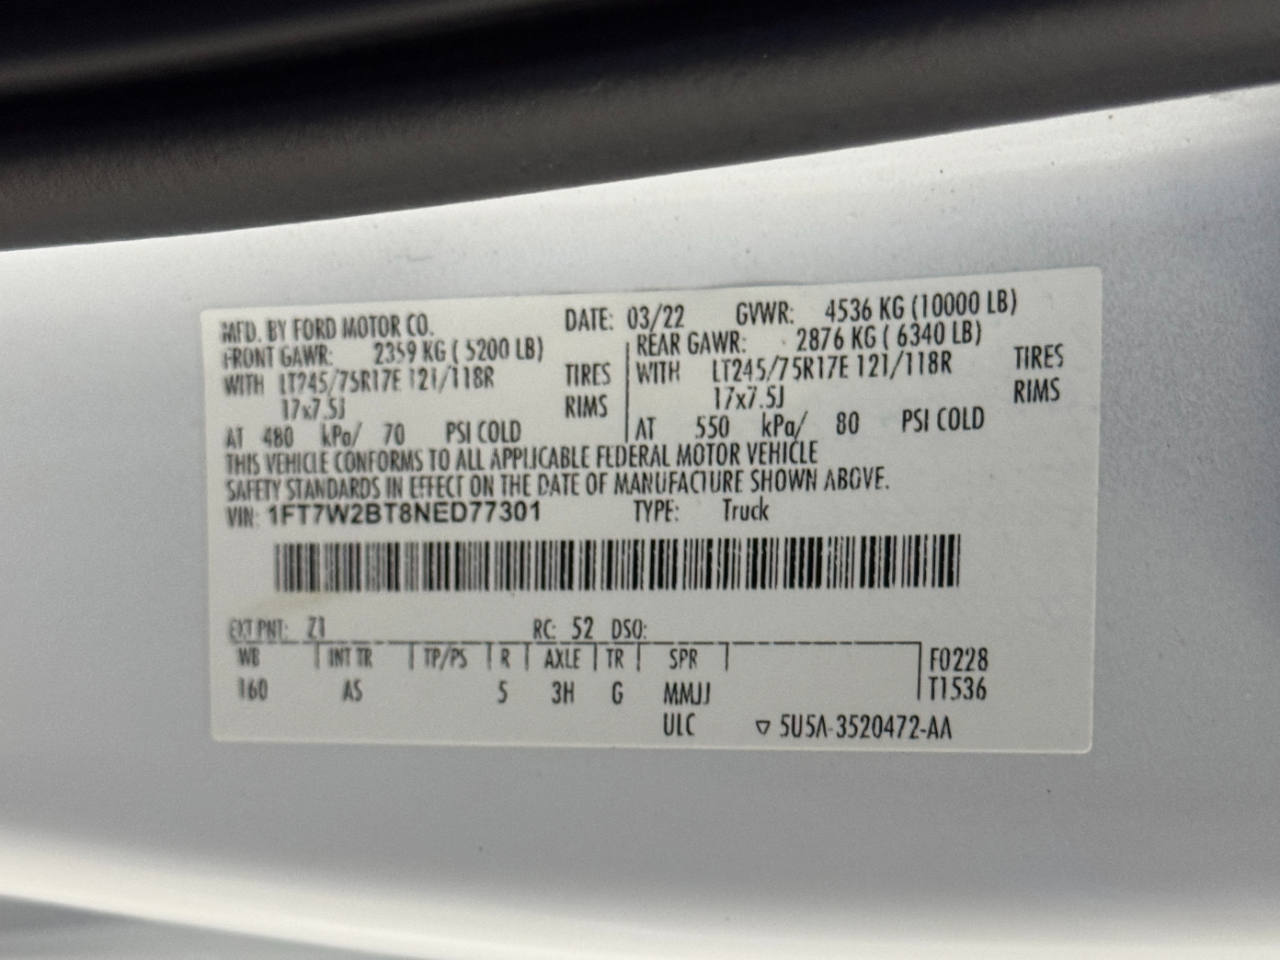 MFD. BY FORD MOTOR CO. DATE: 03/22 GVWR: 4536 KG (10000 LB)
FRONT GAWR: 2359 KG ( 5200 LB) REAR GAWR: 2876 KG ( 6340 LB)
WITH LT245/75R17E 121/118R TIRES WITH LT245/75R17E 121/118R TIRES
17x7.5J RIMS 17x7.5J RIMS
AT 480 kPa/ 70 PSI COLD AT 550 kPa/ 80 PSI COLD
THIS VEHICLE CONFORMS TO ALL APPLICABLE FEDERAL MOTOR VEHICLE
SAFETY STANDARDS IN EFFECT ON THE DATE OF MANUFACTURE SHOWN ABOVE.
VIN: 1FT7W2BT8NED77301 TYPE: Truck
EXT PNT: Z1 RC: 52 DSO:
WB INT TR TP/PS R AXLE TR SPR F0228
160 AS 5 3H G MMJJ T1536
ULC ▽ 5U5A-3520472-AA